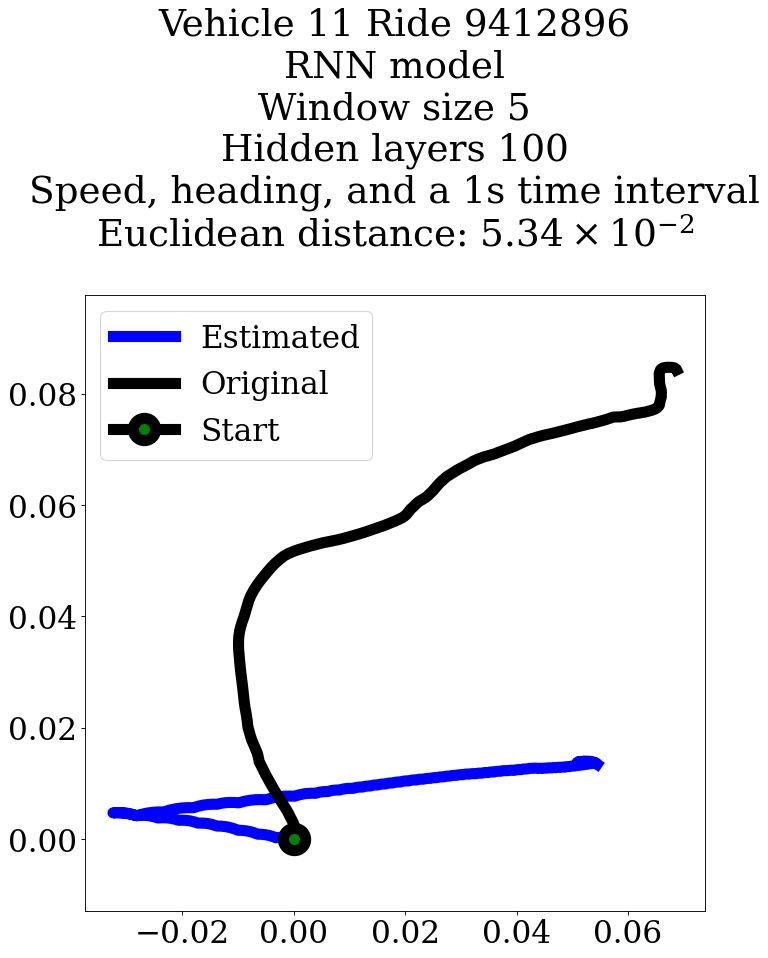 Vehicle 11 Ride 9412896
RNN model
Window size 5
Hidden layers 100
Speed, heading, and a 1s time interval
Euclidean distance: 5.34 × 10⁻²
Estimated
Original
Start
0.08
0.06
0.04
0.02
0.00
−0.02 0.00 0.02 0.04 0.06